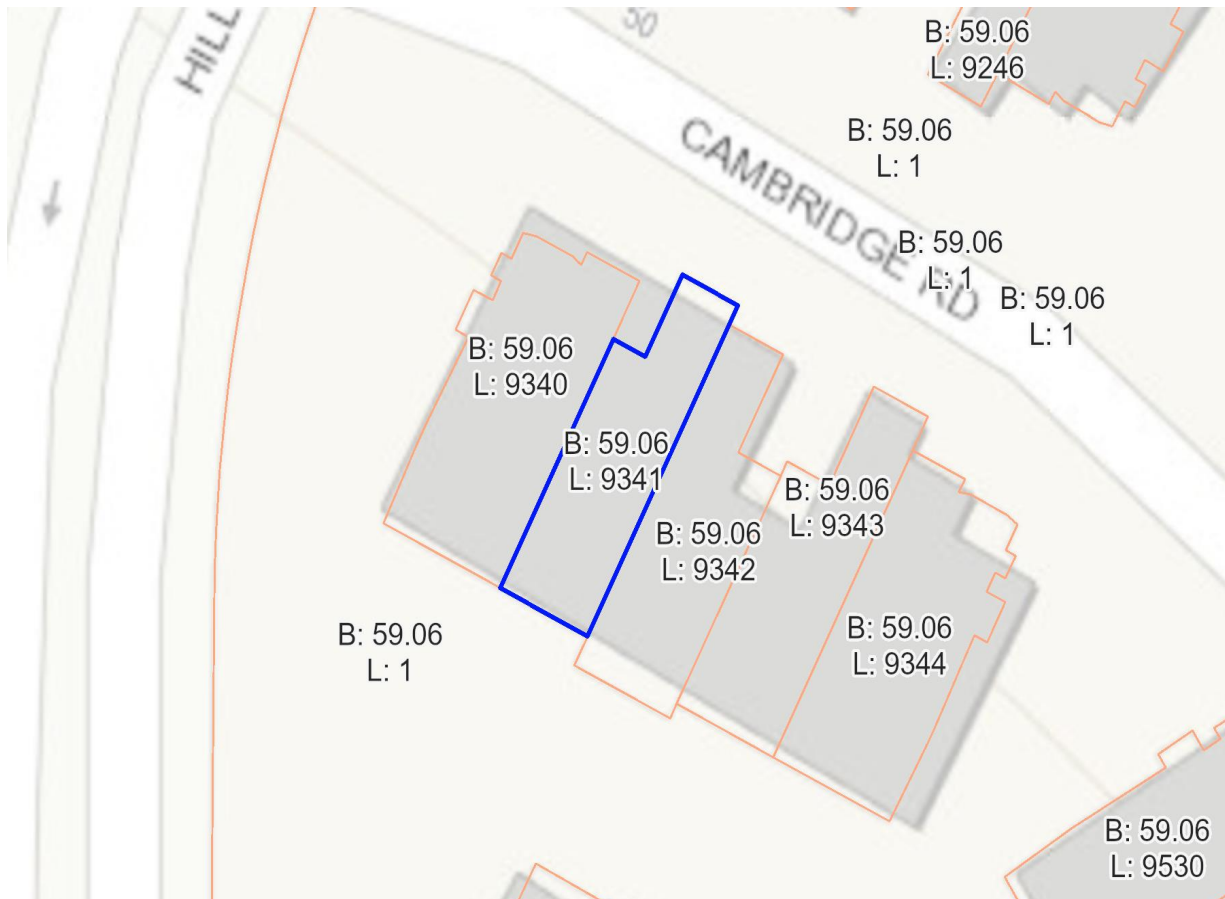 50
HILL
B: 59.06
L: 9246
B: 59.06
L: 1
CAMBRIDGE RD
B: 59.06
L: 1
B: 59.06
L: 1
B: 59.06
L: 9340
B: 59.06
L: 9341
B: 59.06
L: 9343
B: 59.06
L: 9342
B: 59.06
L: 1
B: 59.06
L: 9344
B: 59.06
L: 9530